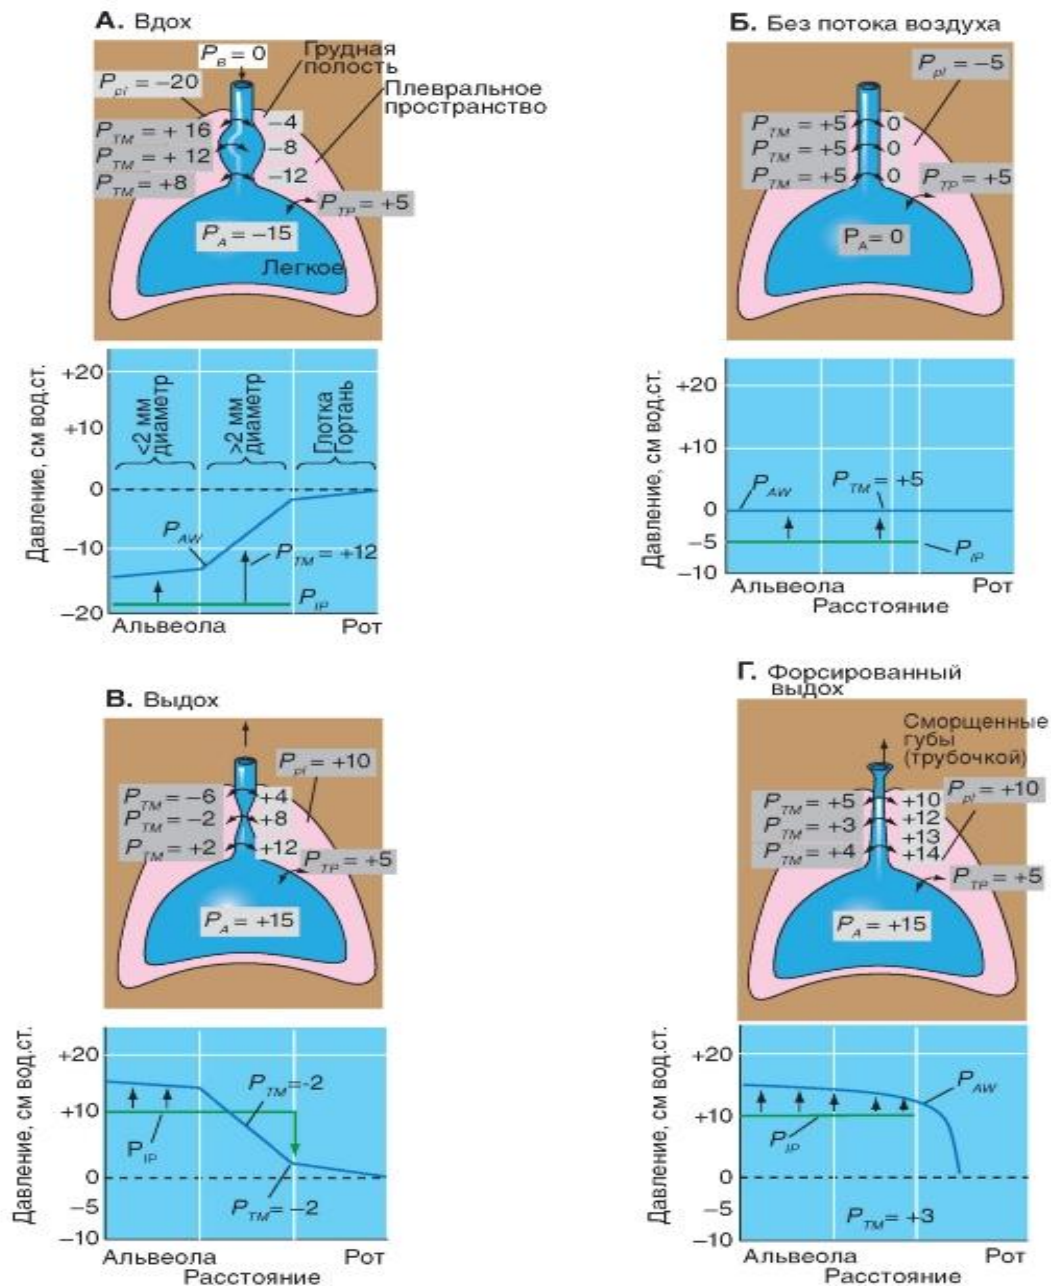 А. Вдох
P_B = 0
Грудная
полость
P_pl = −20
Плевральное
пространство
P_TM = + 16
−4
P_TM = + 12
−8
P_TM = +8
−12
P_TP = +5
P_A = −15
Легкое
Давление, см вод.ст.
+20
+10
0
−10
−20
<2 мм
диаметр
>2 мм
диаметр
Глотка
Гортань
P_AW
P_TM = +12
P_IP
Альвеола
Рот
Б. Без потока воздуха
P_pl = −5
P_TM = +5
0
P_TM = +5
0
P_TM = +5
0
P_TP = +5
P_A = 0
Давление, см вод.ст.
+20
+10
0
−5
−10
P_AW
P_TM = +5
P_IP
Альвеола
Рот
Расстояние
В. Выдох
P_pl = +10
P_TM = −6
+4
P_TM = −2
+8
P_TM = +2
+12
P_TP = +5
P_A = +15
Давление, см вод.ст.
+20
+10
0
−5
−10
P_TM=-2
P_IP
P_TM = −2
Альвеола
Рот
Расстояние
Г. Форсированный
выдох
Сморщенные
губы
(трубочкой)
P_pl = +10
P_TM = +5
+10
P_TM = +3
+12
+13
P_TM = +4
+14
P_TP = +5
P_A = +15
Давление, см вод.ст.
+20
+10
0
−5
−10
P_AW
P_IP
P_TM = +3
Альвеола
Рот
Расстояние